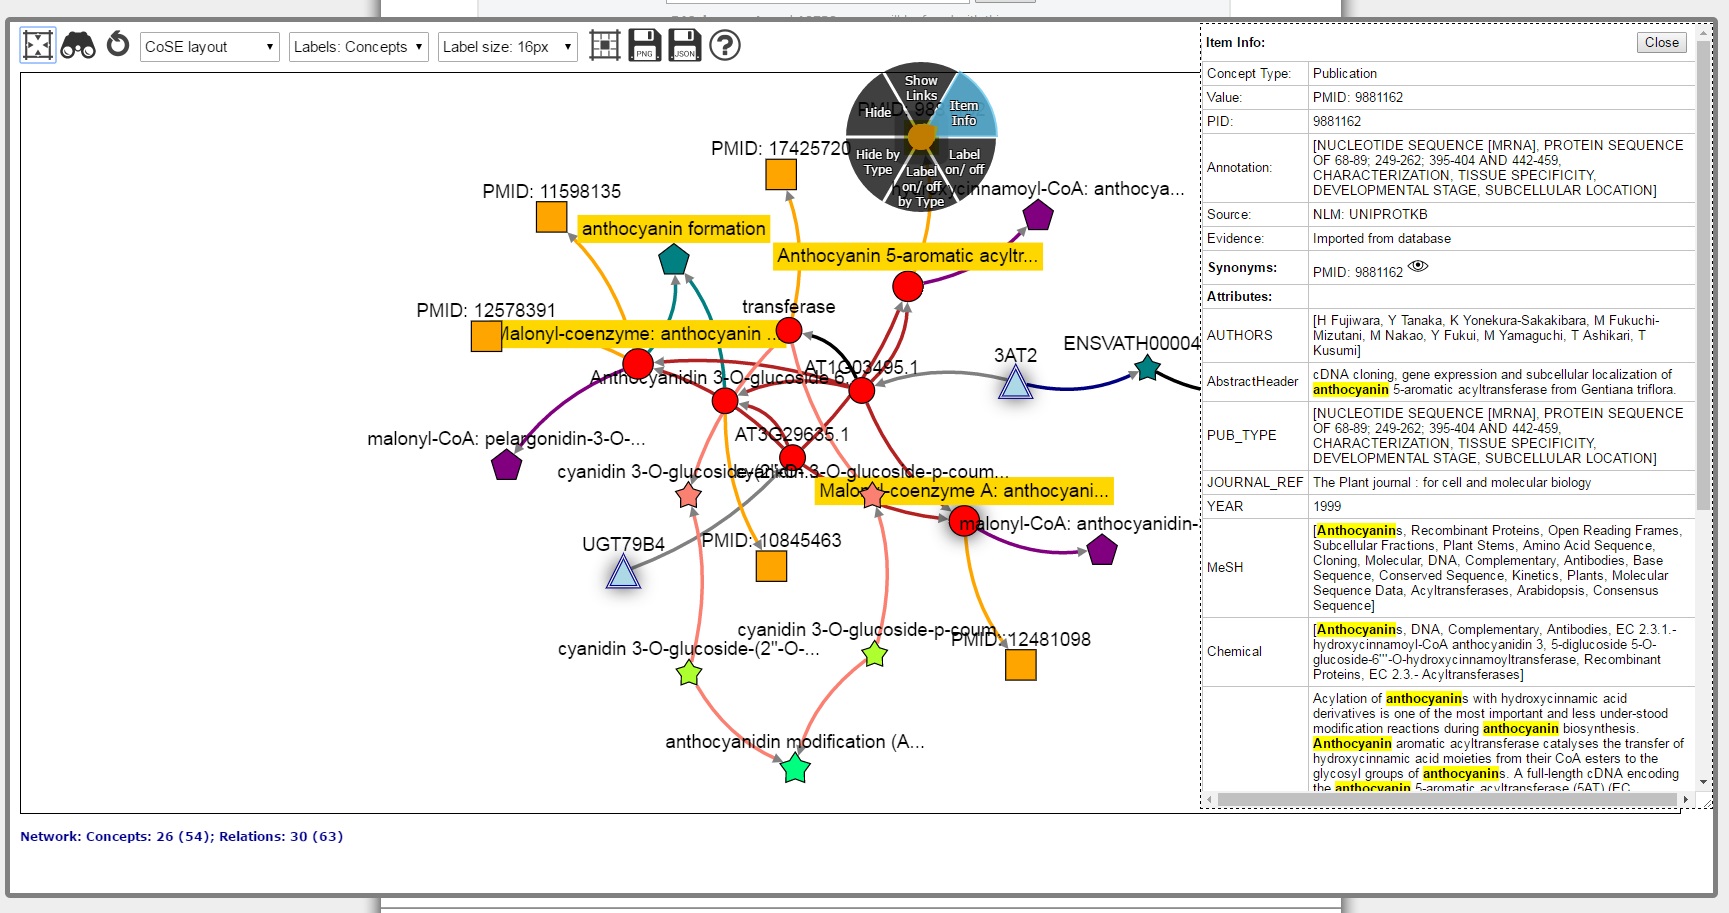 CoSE layout
Labels: Concepts
Label size: 16px
PNG
JSON
?
Show
Links
Hide
Item
Info
Hide by
Type
Label
on/ off
Label
on/ off
by Type
PMID: 17425720
PMID: 11598135
hydroxycinnamoyl-CoA: anthocya...
anthocyanin formation
Anthocyanin 5-aromatic acyltr...
PMID: 12578391
transferase
Malonyl-coenzyme: anthocyanin ...
ENSVATH00004
3AT2
AT1G03495.1
Anthocyanidin 3-O-glucoside 6
AT3G29635.1
malonyl-CoA: pelargonidin-3-O-...
cyanidin 3-O-glucoside-(2"-O-
cyanidin 3-O-glucoside-p-coum...
Malonyl-coenzyme A: anthocyani...
malonyl-CoA: anthocyanidin-
UGT79B4
PMID: 10845463
cyanidin 3-O-glucoside-p-coum
PMID: 12481098
cyanidin 3-O-glucoside-(2"-O-...
anthocyanidin modification (A...
Network: Concepts: 26 (54); Relations: 30 (63)
Item Info:
Close
Concept Type: Publication
Value: PMID: 9881162
PID: 9881162
Annotation: [NUCLEOTIDE SEQUENCE [MRNA], PROTEIN SEQUENCE
OF 68-89; 249-262; 395-404 AND 442-459,
CHARACTERIZATION, TISSUE SPECIFICITY,
DEVELOPMENTAL STAGE, SUBCELLULAR LOCATION]
Source: NLM: UNIPROTKB
Evidence: Imported from database
Synonyms: PMID: 9881162
Attributes:
AUTHORS [H Fujiwara, Y Tanaka, K Yonekura-Sakakibara, M Fukuchi-
Mizutani, M Nakao, Y Fukui, M Yamaguchi, T Ashikari, T
Kusumi]
AbstractHeader cDNA cloning, gene expression and subcellular localization of
anthocyanin 5-aromatic acyltransferase from Gentiana triflora.
PUB_TYPE [NUCLEOTIDE SEQUENCE [MRNA], PROTEIN SEQUENCE
OF 68-89; 249-262; 395-404 AND 442-459,
CHARACTERIZATION, TISSUE SPECIFICITY,
DEVELOPMENTAL STAGE, SUBCELLULAR LOCATION]
JOURNAL_REF The Plant journal : for cell and molecular biology
YEAR 1999
MeSH [Anthocyanins, Recombinant Proteins, Open Reading Frames,
Subcellular Fractions, Plant Stems, Amino Acid Sequence,
Cloning, Molecular, DNA, Complementary, Antibodies, Base
Sequence, Conserved Sequence, Kinetics, Plants, Molecular
Sequence Data, Acyltransferases, Arabidopsis, Consensus
Sequence]
Chemical [Anthocyanins, DNA, Complementary, Antibodies, EC 2.3.1.-
hydroxycinnamoyl-CoA anthocyanin 3, 5-diglucoside 5-O-
glucoside-6'''-O-hydroxycinnamoyltransferase, Recombinant
Proteins, EC 2.3.- Acyltransferases]
Acylation of anthocyanins with hydroxycinnamic acid
derivatives is one of the most important and less under-stood
modification reactions during anthocyanin biosynthesis.
Anthocyanin aromatic acyltransferase catalyses the transfer of
hydroxycinnamic acid moieties from their CoA esters to the
glycosyl groups of anthocyanins. A full-length cDNA encoding
the anthocyanin 5-aromatic acyltransferase (5AT) (EC